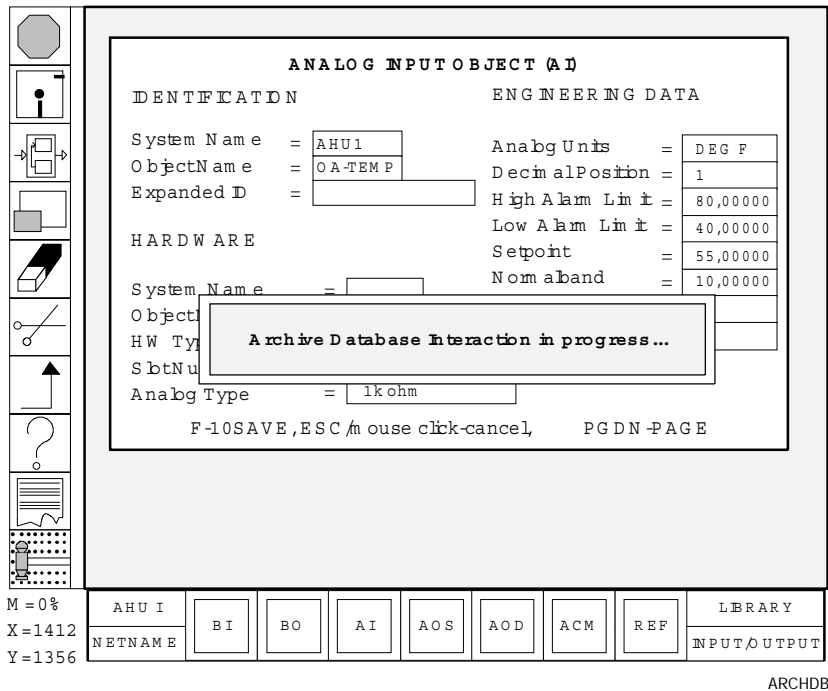 ANALOG INPUT OBJECT (AI)
IDENTIFICATION
System Name = AHU1
Object Name = OA-TEMP
Expanded ID =
HARDWARE
System Name =
HW
Analog Type = 1k ohm
ENGINEERING DATA
Analog Units = DEG F
Decimal Position = 1
High Alarm Limit = 80,00000
Low Alarm Limit = 40,00000
Setpoint = 55,00000
Normalband = 10,00000
Archive Database Interaction in progress...
F-10 SAVE, ESC/mouse click-cancel, PGDN-PAGE
M=0%
X=1412
Y=1356
AHU I
NETNAME
BI
BO
AI
AOS
AOD
ACM
REF
LIBRARY
INPUT/OUTPUT
ARCHDB